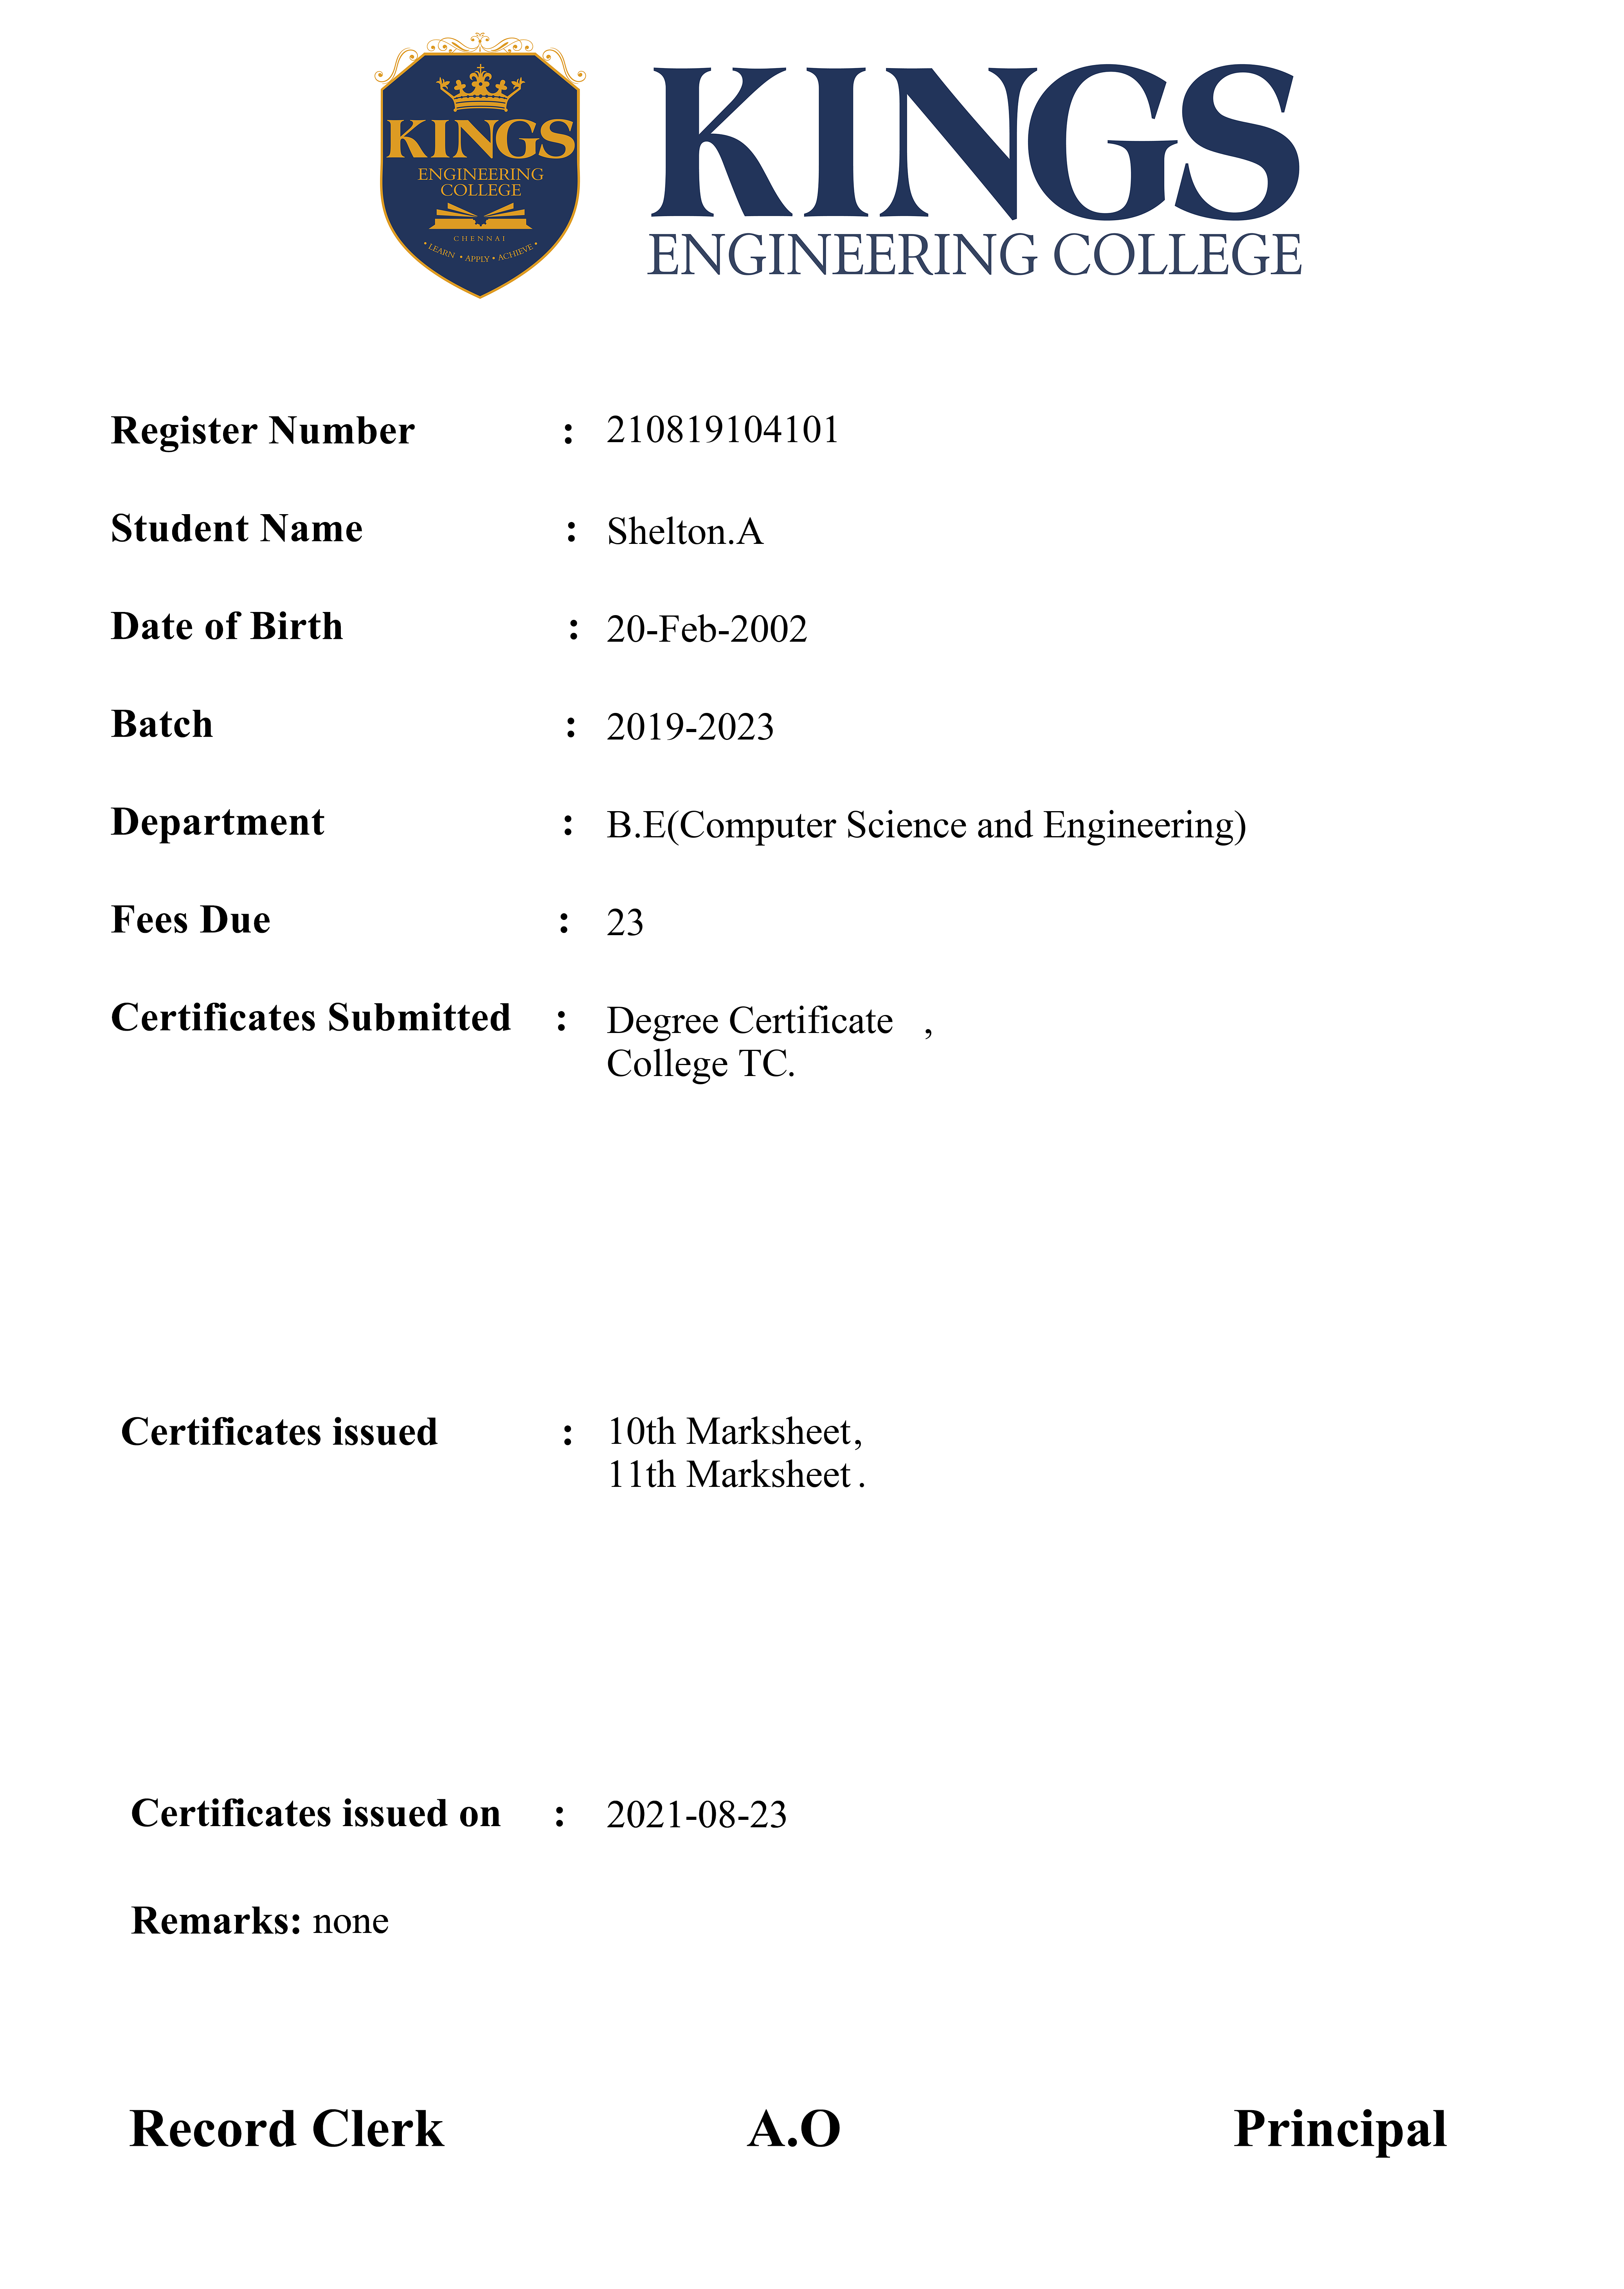 KINGS
ENGINEERING
COLLEGE
CHENNAI
• LEARN • APPLY • ACHIEVE •
KINGS
ENGINEERING COLLEGE
Register Number : 210819104101
Student Name : Shelton.A
Date of Birth : 20-Feb-2002
Batch : 2019-2023
Department : B.E(Computer Science and Engineering)
Fees Due : 23
Certificates Submitted : Degree Certificate ,
College TC.
Certificates issued : 10th Marksheet,
11th Marksheet .
Certificates issued on : 2021-08-23
Remarks: none
Record Clerk A.O Principal